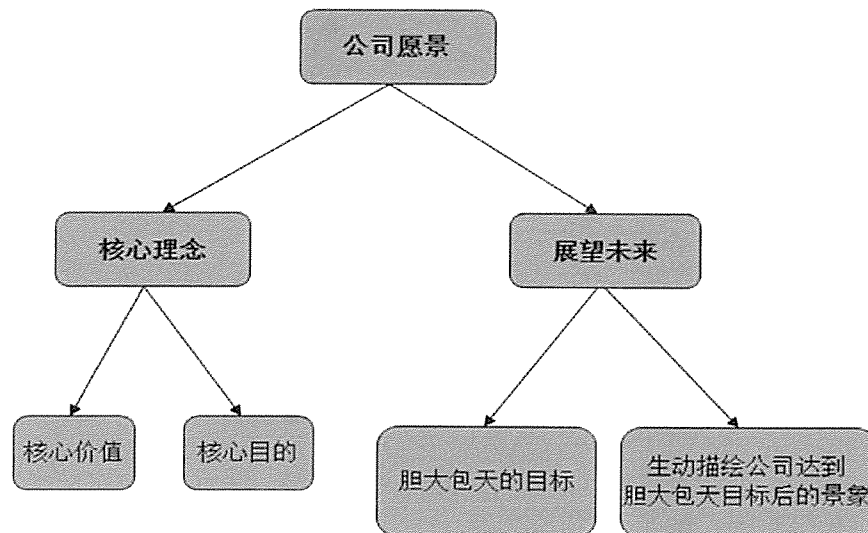 公司愿景
核心理念
展望未来
核心价值
核心目的
胆大包天的目标
生动描绘公司达到
胆大包天目标后的景象